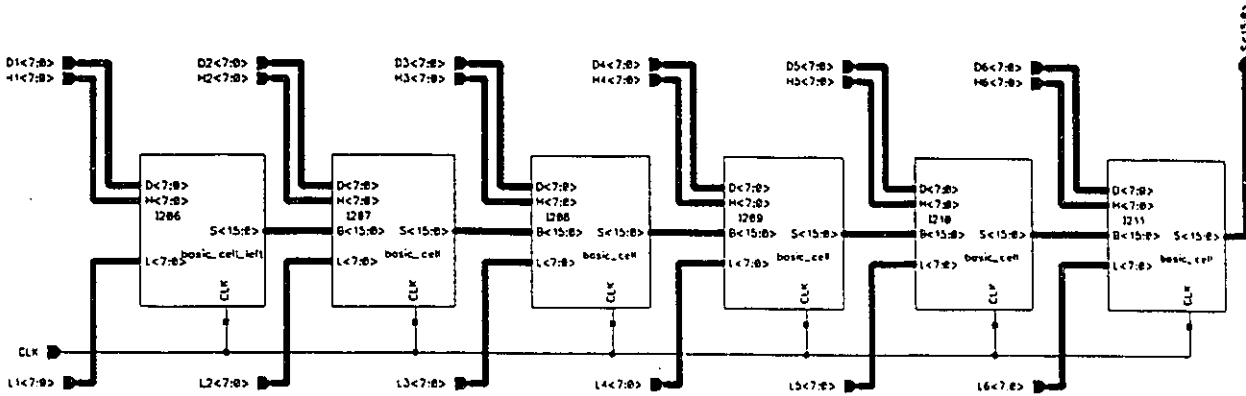 S<15:0>
D1<7:0> D2<7:0> D3<7:0> D4<7:0> D5<7:0> D6<7:0>
H1<7:0> H2<7:0> H3<7:0> H4<7:0> H5<7:0> H6<7:0>
D<7:0> D<7:0> D<7:0> D<7:0> D<7:0> D<7:0>
H<7:0> H<7:0> H<7:0> H<7:0> H<7:0> H<7:0>
I206 I207 I208 I209 I210 I211
S<15:0> B<15:0> S<15:0> B<15:0> S<15:0> B<15:0> S<15:0> B<15:0> S<15:0> B<15:0> S<15:0>
basic_cell_left basic_cell basic_cell basic_cell basic_cell basic_cell
L<7:0> L<7:0> L<7:0> L<7:0> L<7:0> L<7:0>
CLK CLK CLK CLK CLK CLK
CLK
L1<7:0> L2<7:0> L3<7:0> L4<7:0> L5<7:0> L6<7:0>